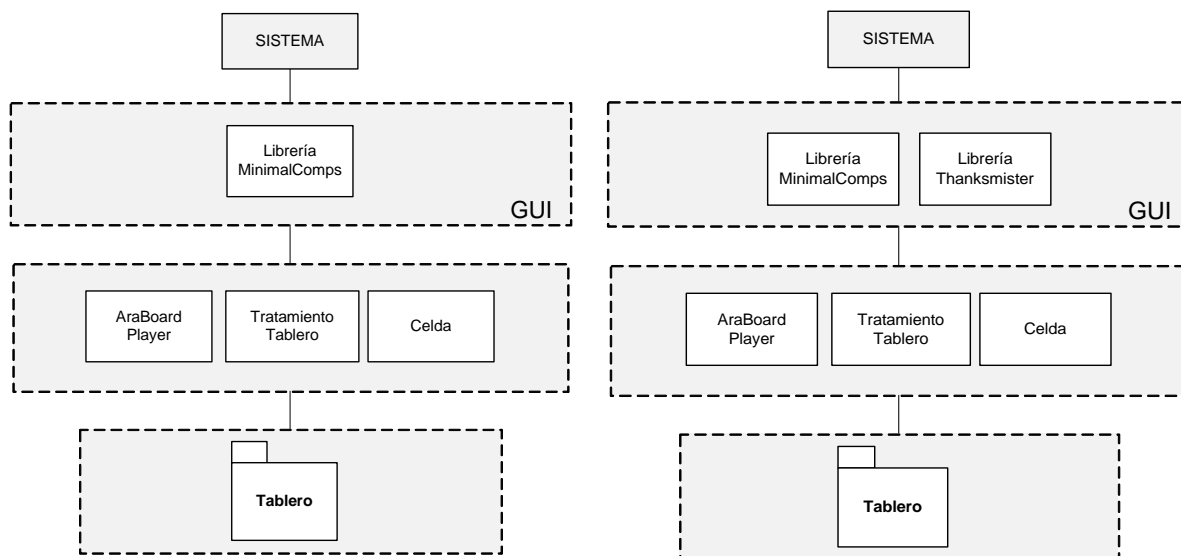 SISTEMA
Librería
MinimalComps
GUI
AraBoard
Player
Tratamiento
Tablero
Celda
Tablero
SISTEMA
Librería
MinimalComps
Librería
Thanksmister
GUI
AraBoard
Player
Tratamiento
Tablero
Celda
Tablero